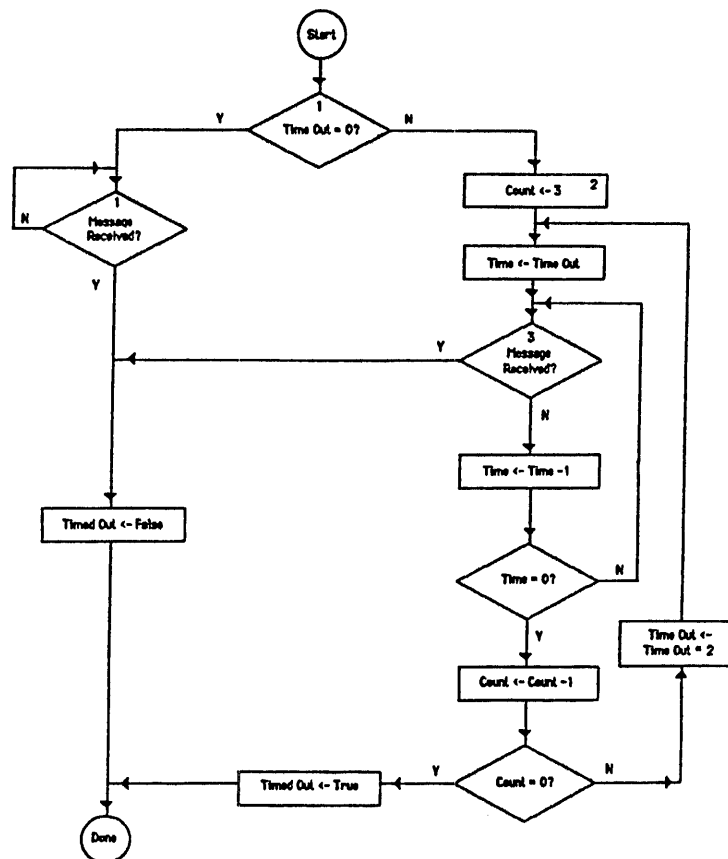 Start
1
Time Out = 0?
Y
N
Count <- 3
2
1
Message
Received?
N
Y
Time <- Time Out
3
Message
Received?
Y
N
Time <- Time -1
Timed Out <- False
Time = 0?
N
Y
Time Out <-
Time Out = 2
Count <- Count -1
Timed Out <- True
Y
Count = 0?
N
Done